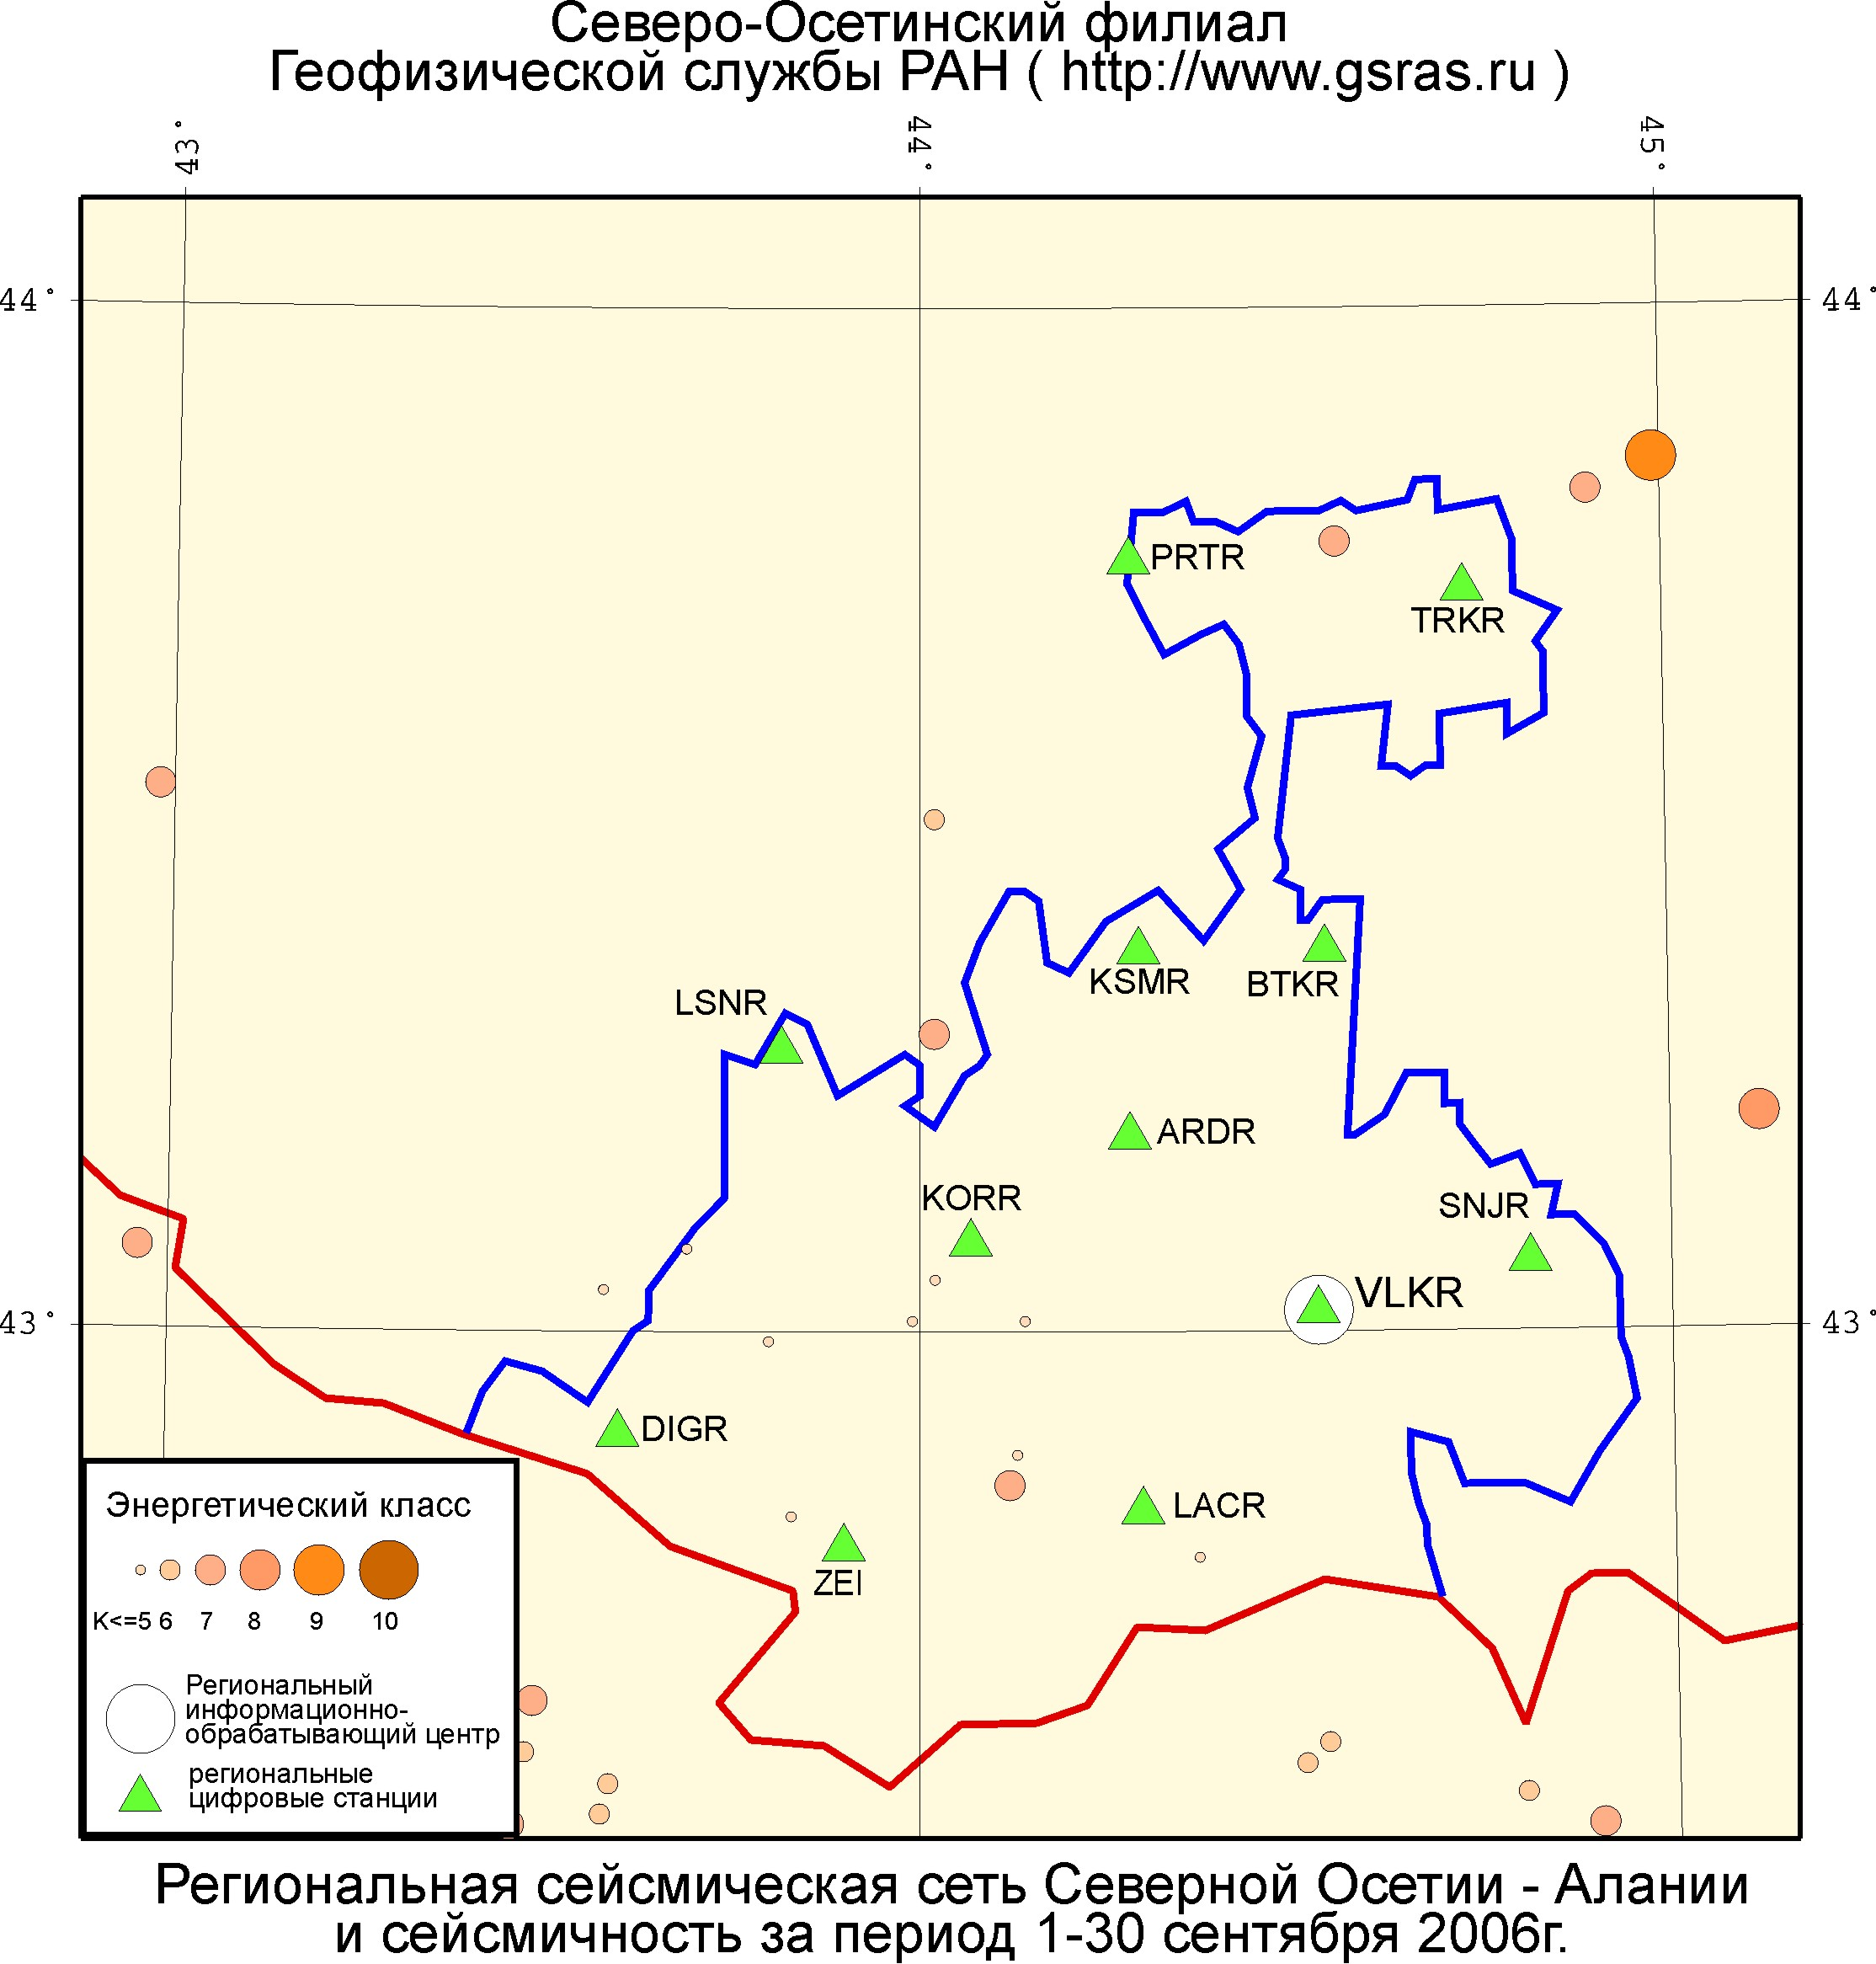 Северо-Осетинский филиал
Геофизической службы РАН ( http://www.gsras.ru )
43°
44°
45°
44°
44°
PRTR
TRKR
KSMR
BTKR
LSNR
ARDR
KORR
SNJR
VLKR
43°
43°
DIGR
LACR
ZEI
Энергетический класс
K<=5 6 7 8 9 10
Региональный
информационно-
обрабатывающий центр
региональные
цифровые станции
Региональная сейсмическая сеть Северной Осетии - Алании
и сейсмичность за период 1-30 сентября 2006г.